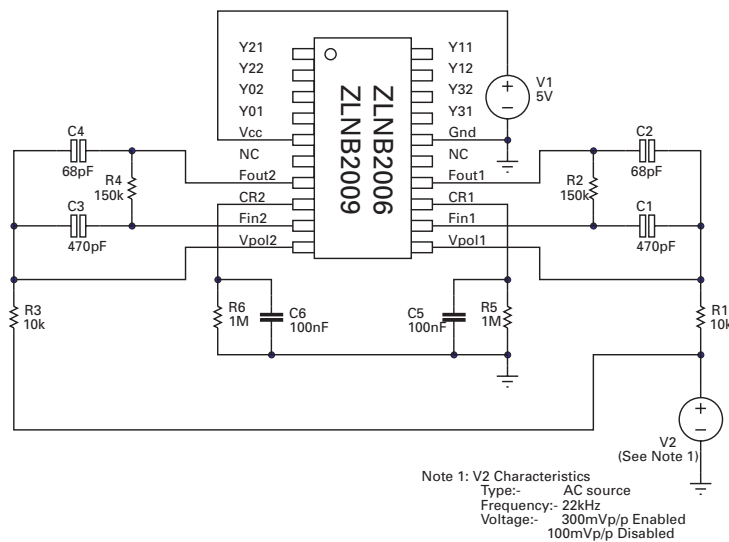 Y21
Y11
Y22
Y12
V1
5V
Y02
Y32
Y01
Y31
Vcc
Gnd
C4
C2
NC
NC
68pF
R4
150k
Fout2
Fout1
R2
150k
68pF
C3
CR2
CR1
C1
470pF
Fin2
Fin1
470pF
Vpol2
Vpol1
ZLNB2009
ZLNB2006
R3
10k
R6
1M
C6
100nF
C5
100nF
R5
1M
R1
10k
V2
(See Note 1)
Note 1: V2 Characteristics
Type:- AC source
Frequency:- 22kHz
Voltage:- 300mVp/p Enabled
100mVp/p Disabled